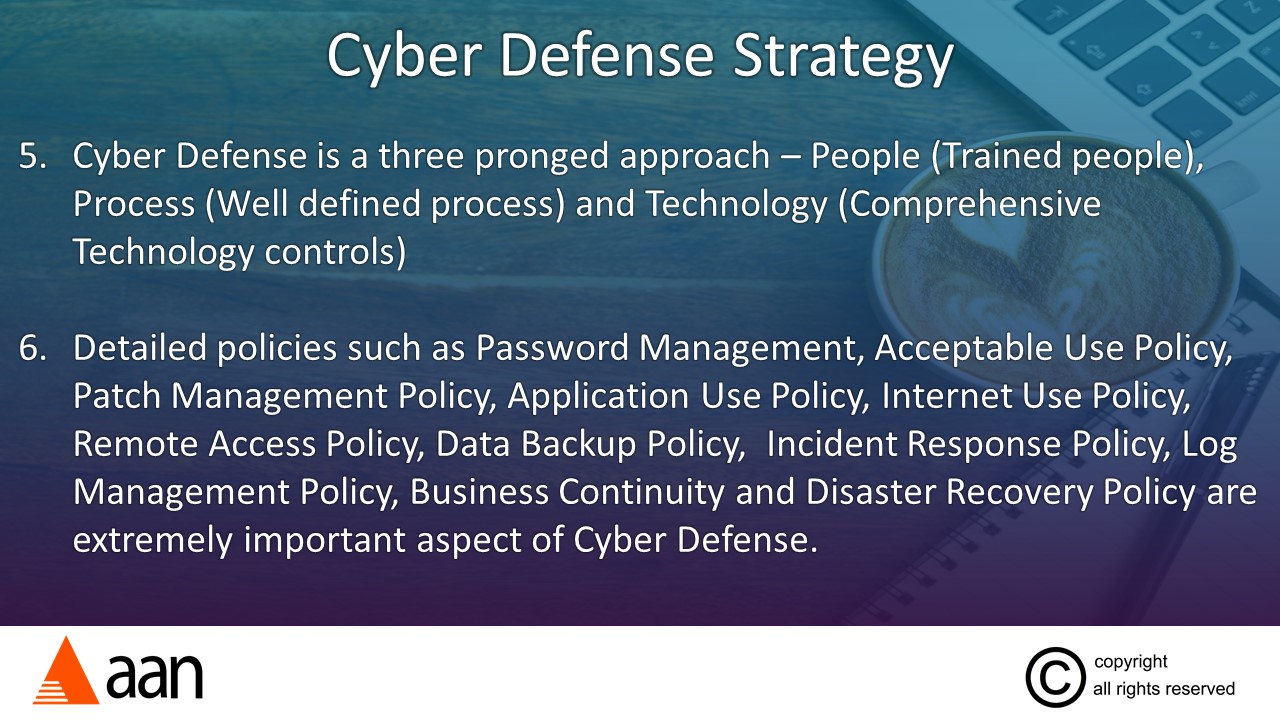 Cyber Defense Strategy
5. Cyber Defense is a three pronged approach – People (Trained people),
Process (Well defined process) and Technology (Comprehensive
Technology controls)
6. Detailed policies such as Password Management, Acceptable Use Policy,
Patch Management Policy, Application Use Policy, Internet Use Policy,
Remote Access Policy, Data Backup Policy,  Incident Response Policy, Log
Management Policy, Business Continuity and Disaster Recovery Policy are
extremely important aspect of Cyber Defense.
aan
© copyright
all rights reserved